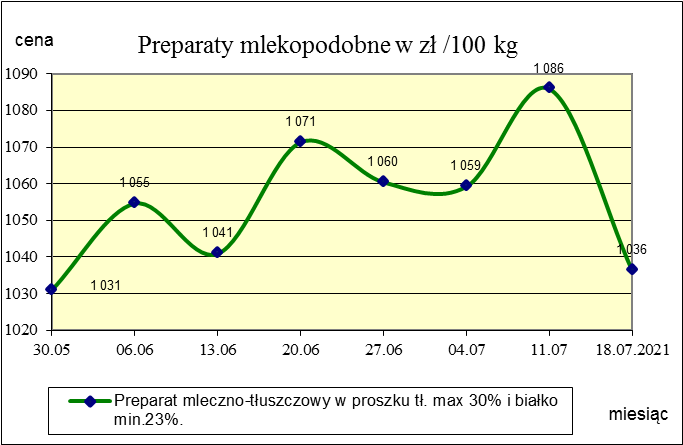 cena
Preparaty mlekopodobne w zł /100 kg
1090
1080
1070
1060
1050
1040
1030
1020
1 031
1 055
1 041
1 071
1 060
1 059
1 086
1 036
30.05 06.06 13.06 20.06 27.06 04.07 11.07 18.07.2021
Preparat mleczno-tłuszczowy w proszku tł. max 30% i białko
min.23%.
miesiąc